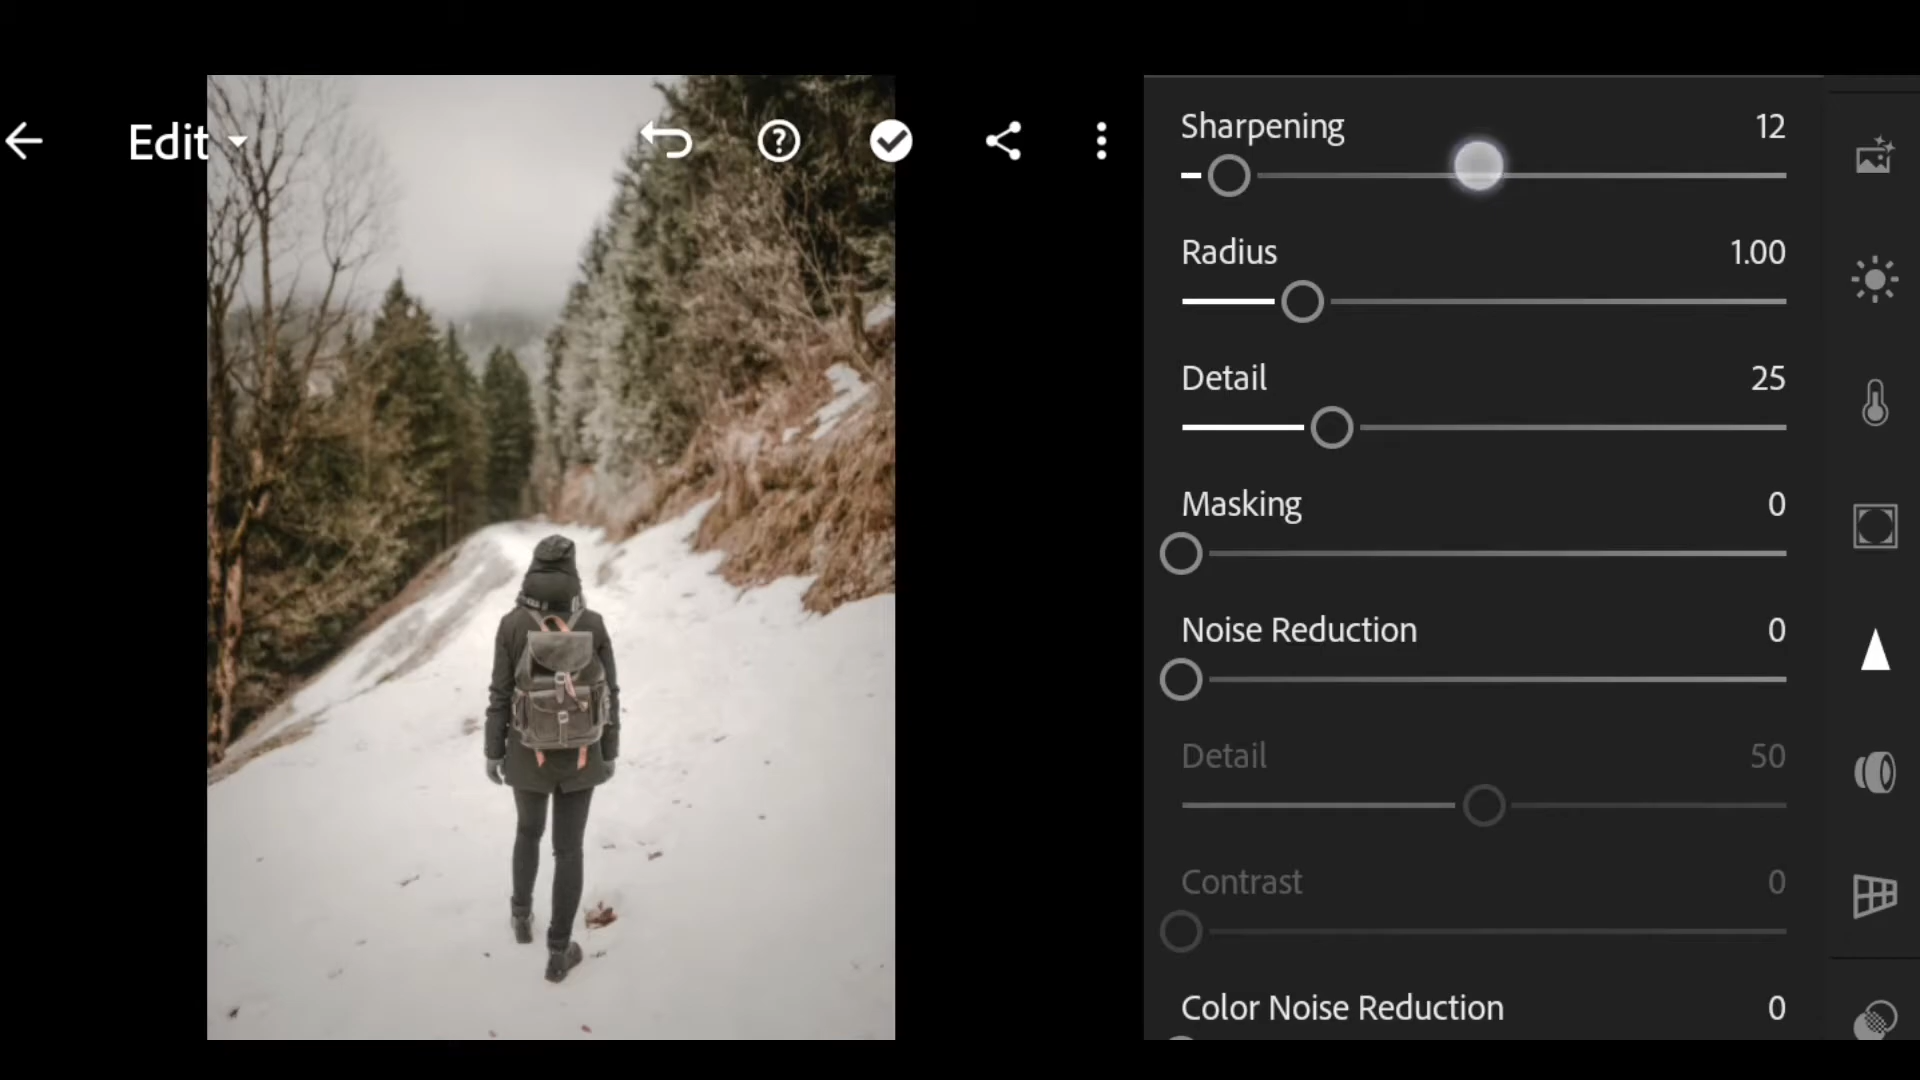 Edit
Sharpening 12
Radius 1.00
Detail 25
Masking 0
Noise Reduction 0
Detail 50
Contrast 0
Color Noise Reduction 0